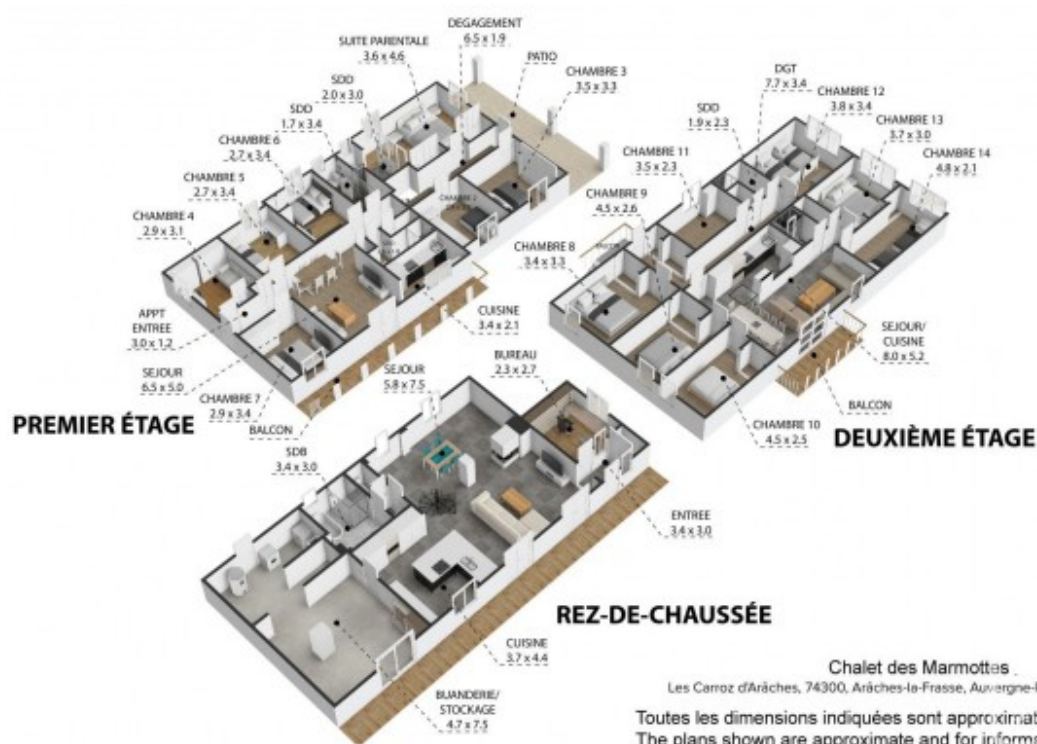 DEGAGEMENT
6.5 x 1.9
SUITE PARENTALE
3.6 x 4.6
PATIO
CHAMBRE 3
3.5 x 3.3
SDD
2.0 x 3.0
SDD
1.7 x 3.4
CHAMBRE 6
2.7 x 3.4
CHAMBRE 5
2.7 x 3.4
CHAMBRE 4
2.9 x 3.1
CHAMBRE 2
APPT
ENTREE
3.0 x 1.2
CUISINE
3.4 x 2.1
SEJOUR
6.5 x 5.0
CHAMBRE 7
2.9 x 3.4
BALCON
PREMIER ÉTAGE
DGT
7.7 x 3.4
CHAMBRE 12
3.8 x 3.4
SDD
1.9 x 2.3
CHAMBRE 13
3.7 x 3.0
CHAMBRE 11
3.5 x 2.3
CHAMBRE 14
4.8 x 2.1
CHAMBRE 9
4.5 x 2.6
BALCON
CHAMBRE 8
3.4 x 3.3
SEJOUR/
CUISINE
8.0 x 5.2
BALCON
CHAMBRE 10
4.5 x 2.5
DEUXIÈME ÉTAGE
SEJOUR
5.8 x 7.5
BUREAU
2.3 x 2.7
SDB
3.4 x 3.0
ENTREE
3.4 x 3.0
REZ-DE-CHAUSSÉE
CUISINE
3.7 x 4.4
BUANDERIE/
STOCKAGE
4.7 x 7.5
Chalet des Marmottes
Les Carroz d'Arâches, 74300, Arâches-la-Frasse, Auvergne-
Toutes les dimensions indiquées sont approximat
The plans shown are approximate and for informa